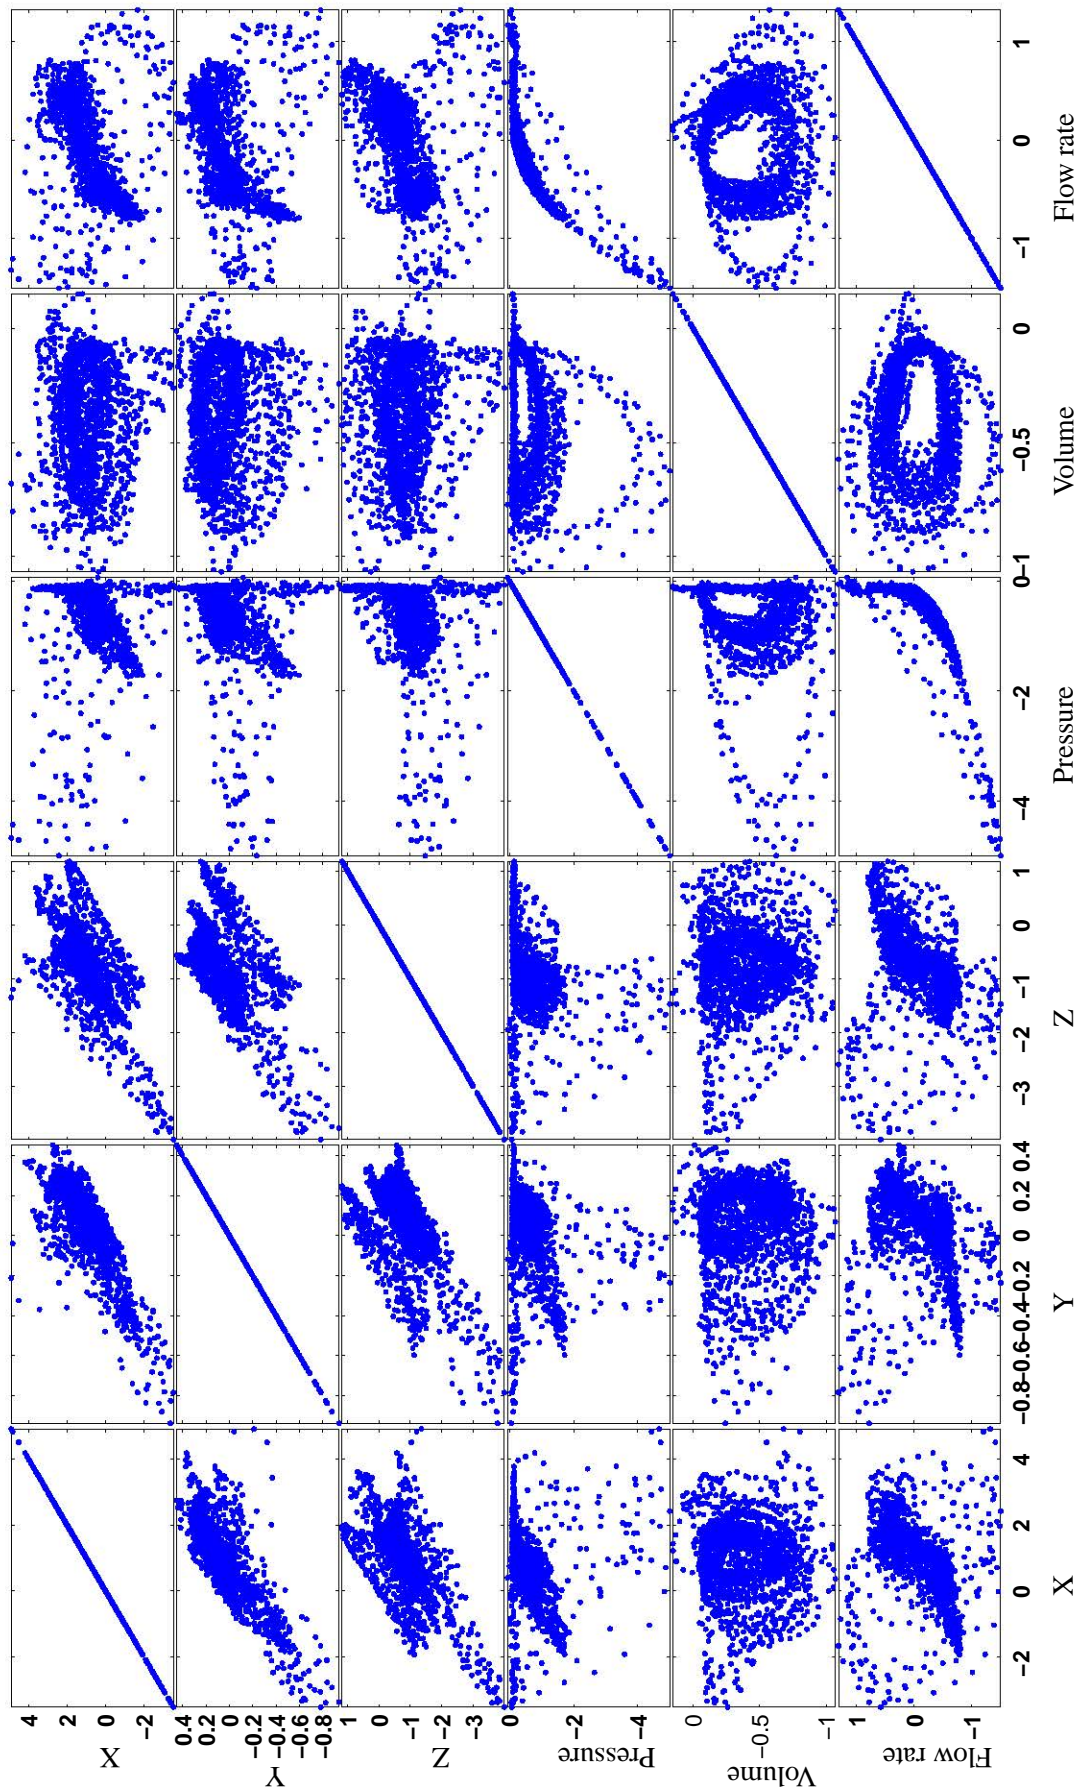 4
2
0
−2
X
0.4
0.2
0
−0.2
−0.4
−0.6
−0.8
Y
1
0
−1
−2
−3
Z
0
−2
−4
Pressure
0
−0.5
−1
Volume
1
0
−1
Flow rate
−2 0 2 4
−0.8−0.6−0.4−0.2 0 0.2 0.4
−3 −2 −1 0 1
−4 −2 0
−1 −0.5 0
−1 0 1
X
Y
Z
Pressure
Volume
Flow rate